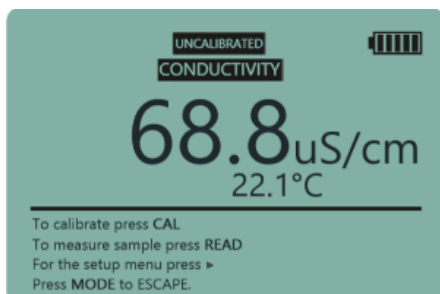 UNCALIBRATED
CONDUCTIVITY
68.8uS/cm
22.1°C
To calibrate press CAL
To measure sample press READ
For the setup menu press ►
Press MODE to ESCAPE.